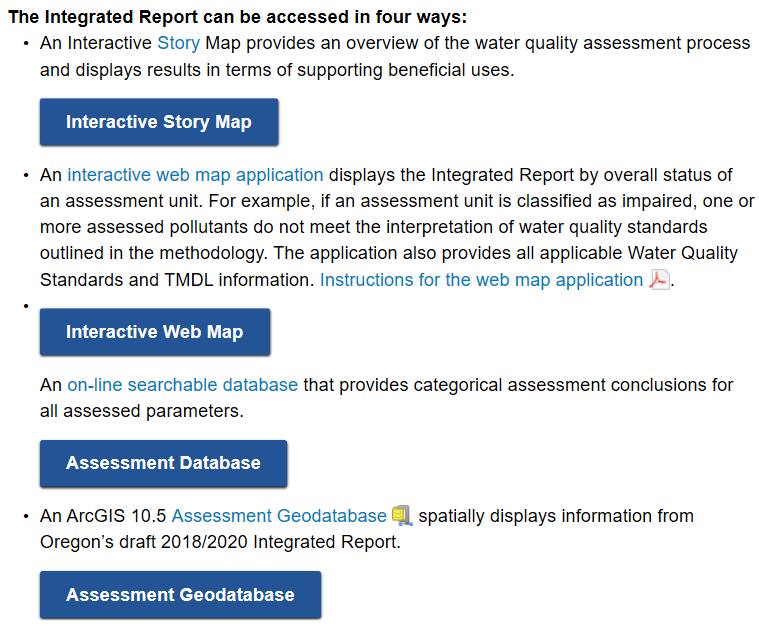 The Integrated Report can be accessed in four ways:
• An Interactive Story Map provides an overview of the water quality assessment process
and displays results in terms of supporting beneficial uses.
Interactive Story Map
• An interactive web map application displays the Integrated Report by overall status of
an assessment unit. For example, if an assessment unit is classified as impaired, one or
more assessed pollutants do not meet the interpretation of water quality standards
outlined in the methodology. The application also provides all applicable Water Quality
Standards and TMDL information. Instructions for the web map application.
•
Interactive Web Map
An on-line searchable database that provides categorical assessment conclusions for
all assessed parameters.
Assessment Database
• An ArcGIS 10.5 Assessment Geodatabase spatially displays information from
Oregon’s draft 2018/2020 Integrated Report.
Assessment Geodatabase